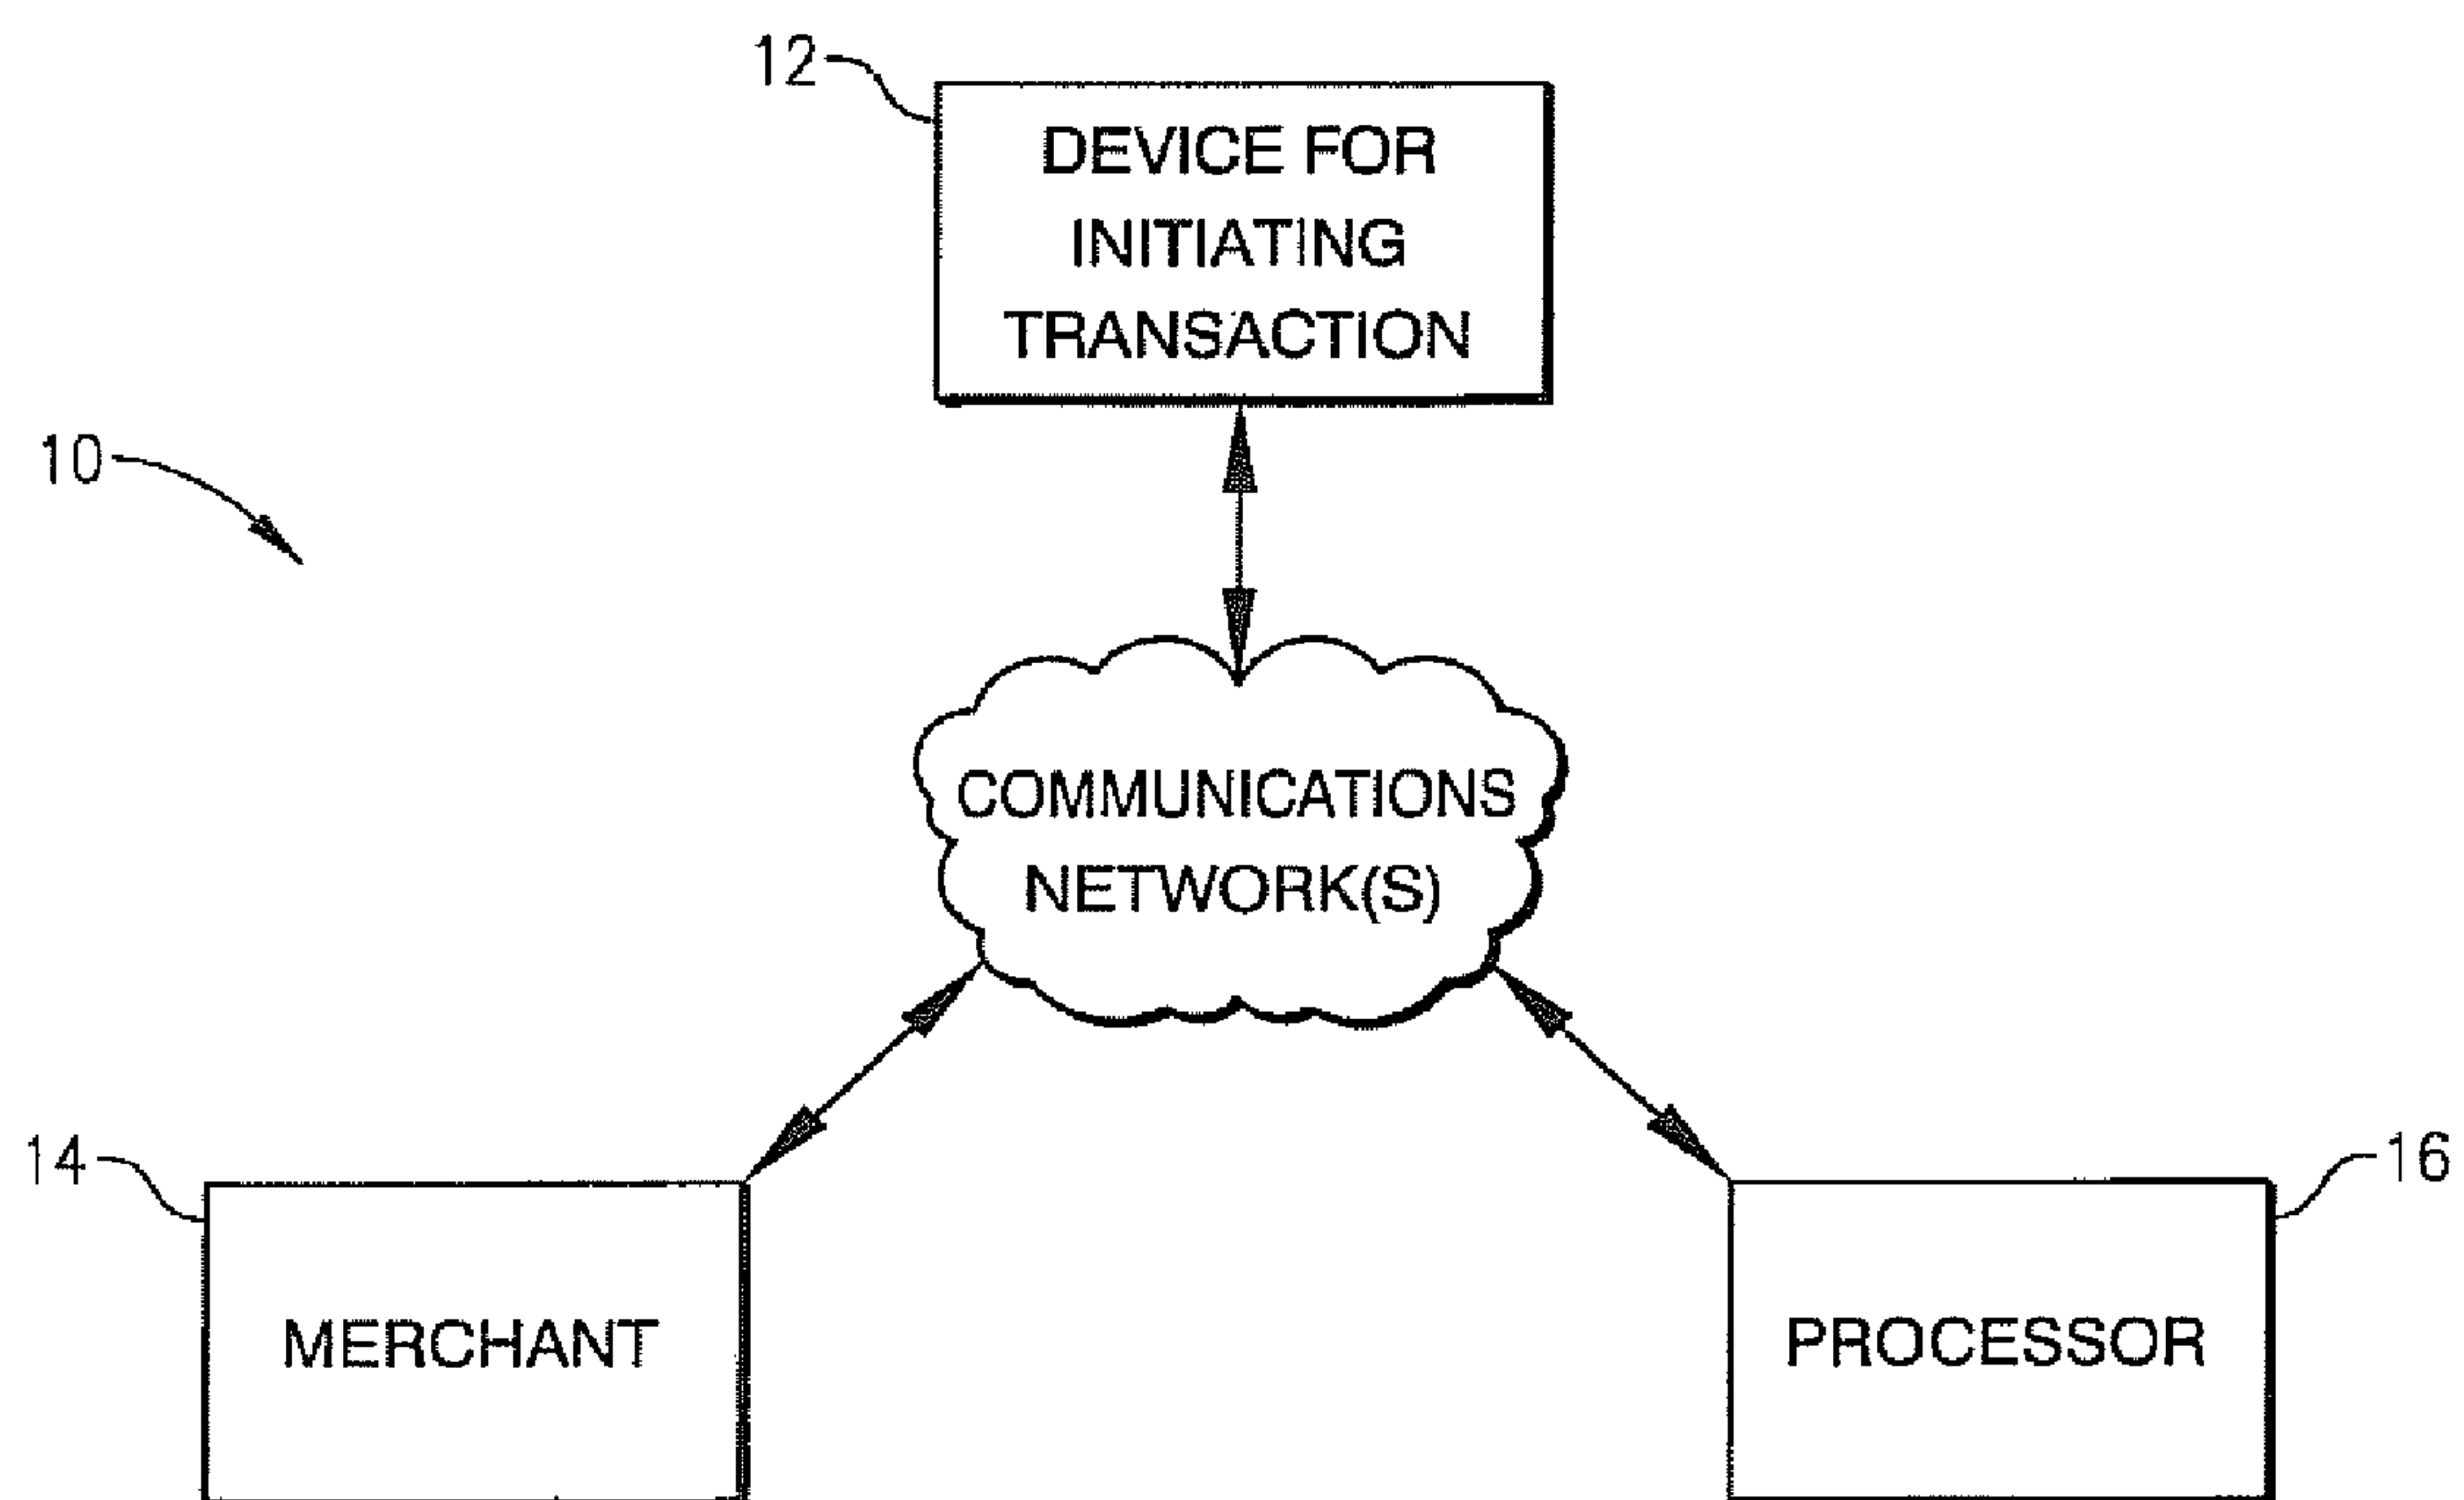 12
DEVICE FOR
INITIATING
TRANSACTION
10
COMMUNICATIONS
NETWORK(S)
14
16
MERCHANT
PROCESSOR